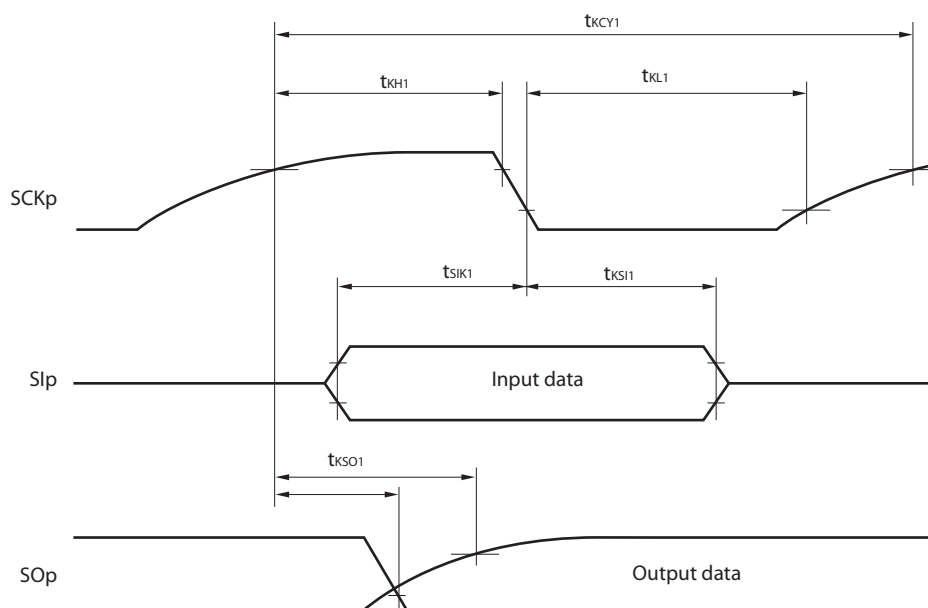 tKCY1
tKH1
tKL1
SCKp
tSIK1
tKSI1
SIp
Input data
tKSO1
SOp
Output data